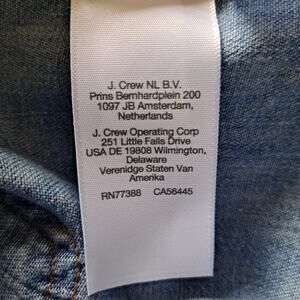 J. Crew NL B.V.
Prins Bernhardplein 200
1097 JB Amsterdam,
Netherlands
J. Crew Operating Corp
251 Little Falls Drive
USA DE 19808 Wilmington,
Delaware
Verenidge Staten Van
Amerika
RN77388 CA56445